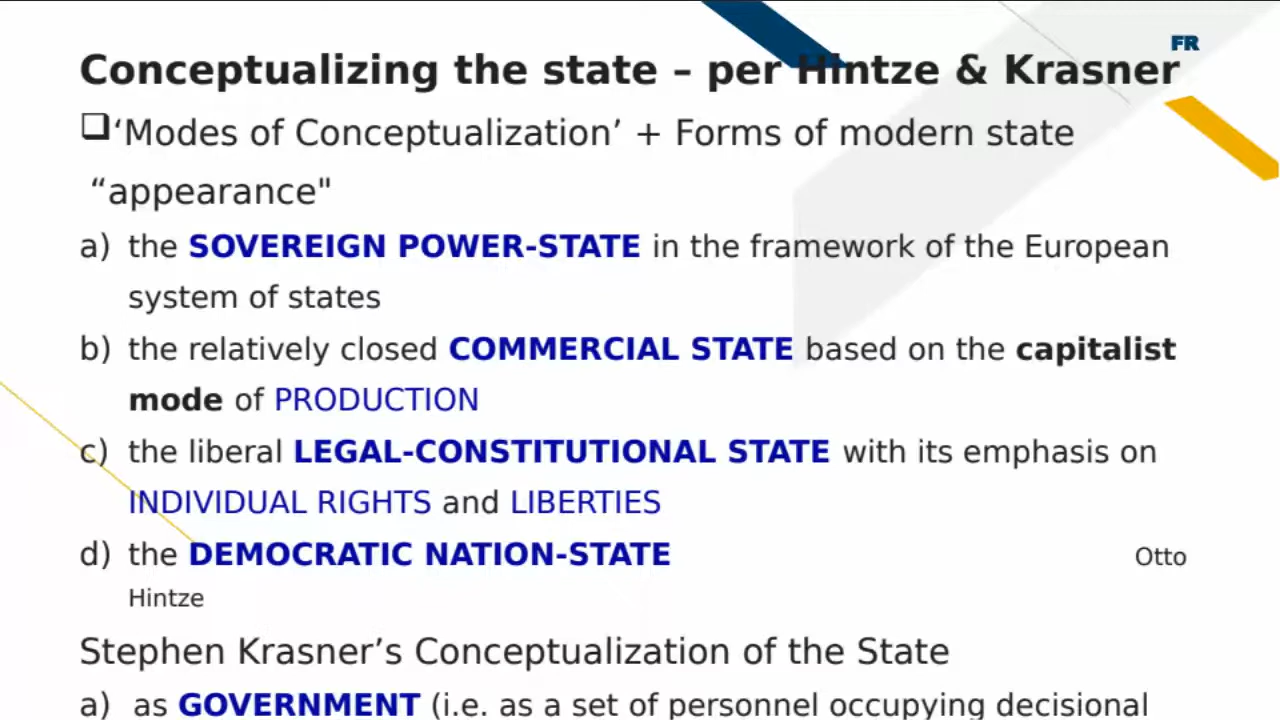 FR
Conceptualizing the state – per Hintze & Krasner
❑‘Modes of Conceptualization’ + Forms of modern state
“appearance"
a) the SOVEREIGN POWER-STATE in the framework of the European
system of states
b) the relatively closed COMMERCIAL STATE based on the capitalist
mode of PRODUCTION
c) the liberal LEGAL-CONSTITUTIONAL STATE with its emphasis on
INDIVIDUAL RIGHTS and LIBERTIES
d) the DEMOCRATIC NATION-STATE Otto
Hintze
Stephen Krasner’s Conceptualization of the State
a) as GOVERNMENT (i.e. as a set of personnel occupying decisional